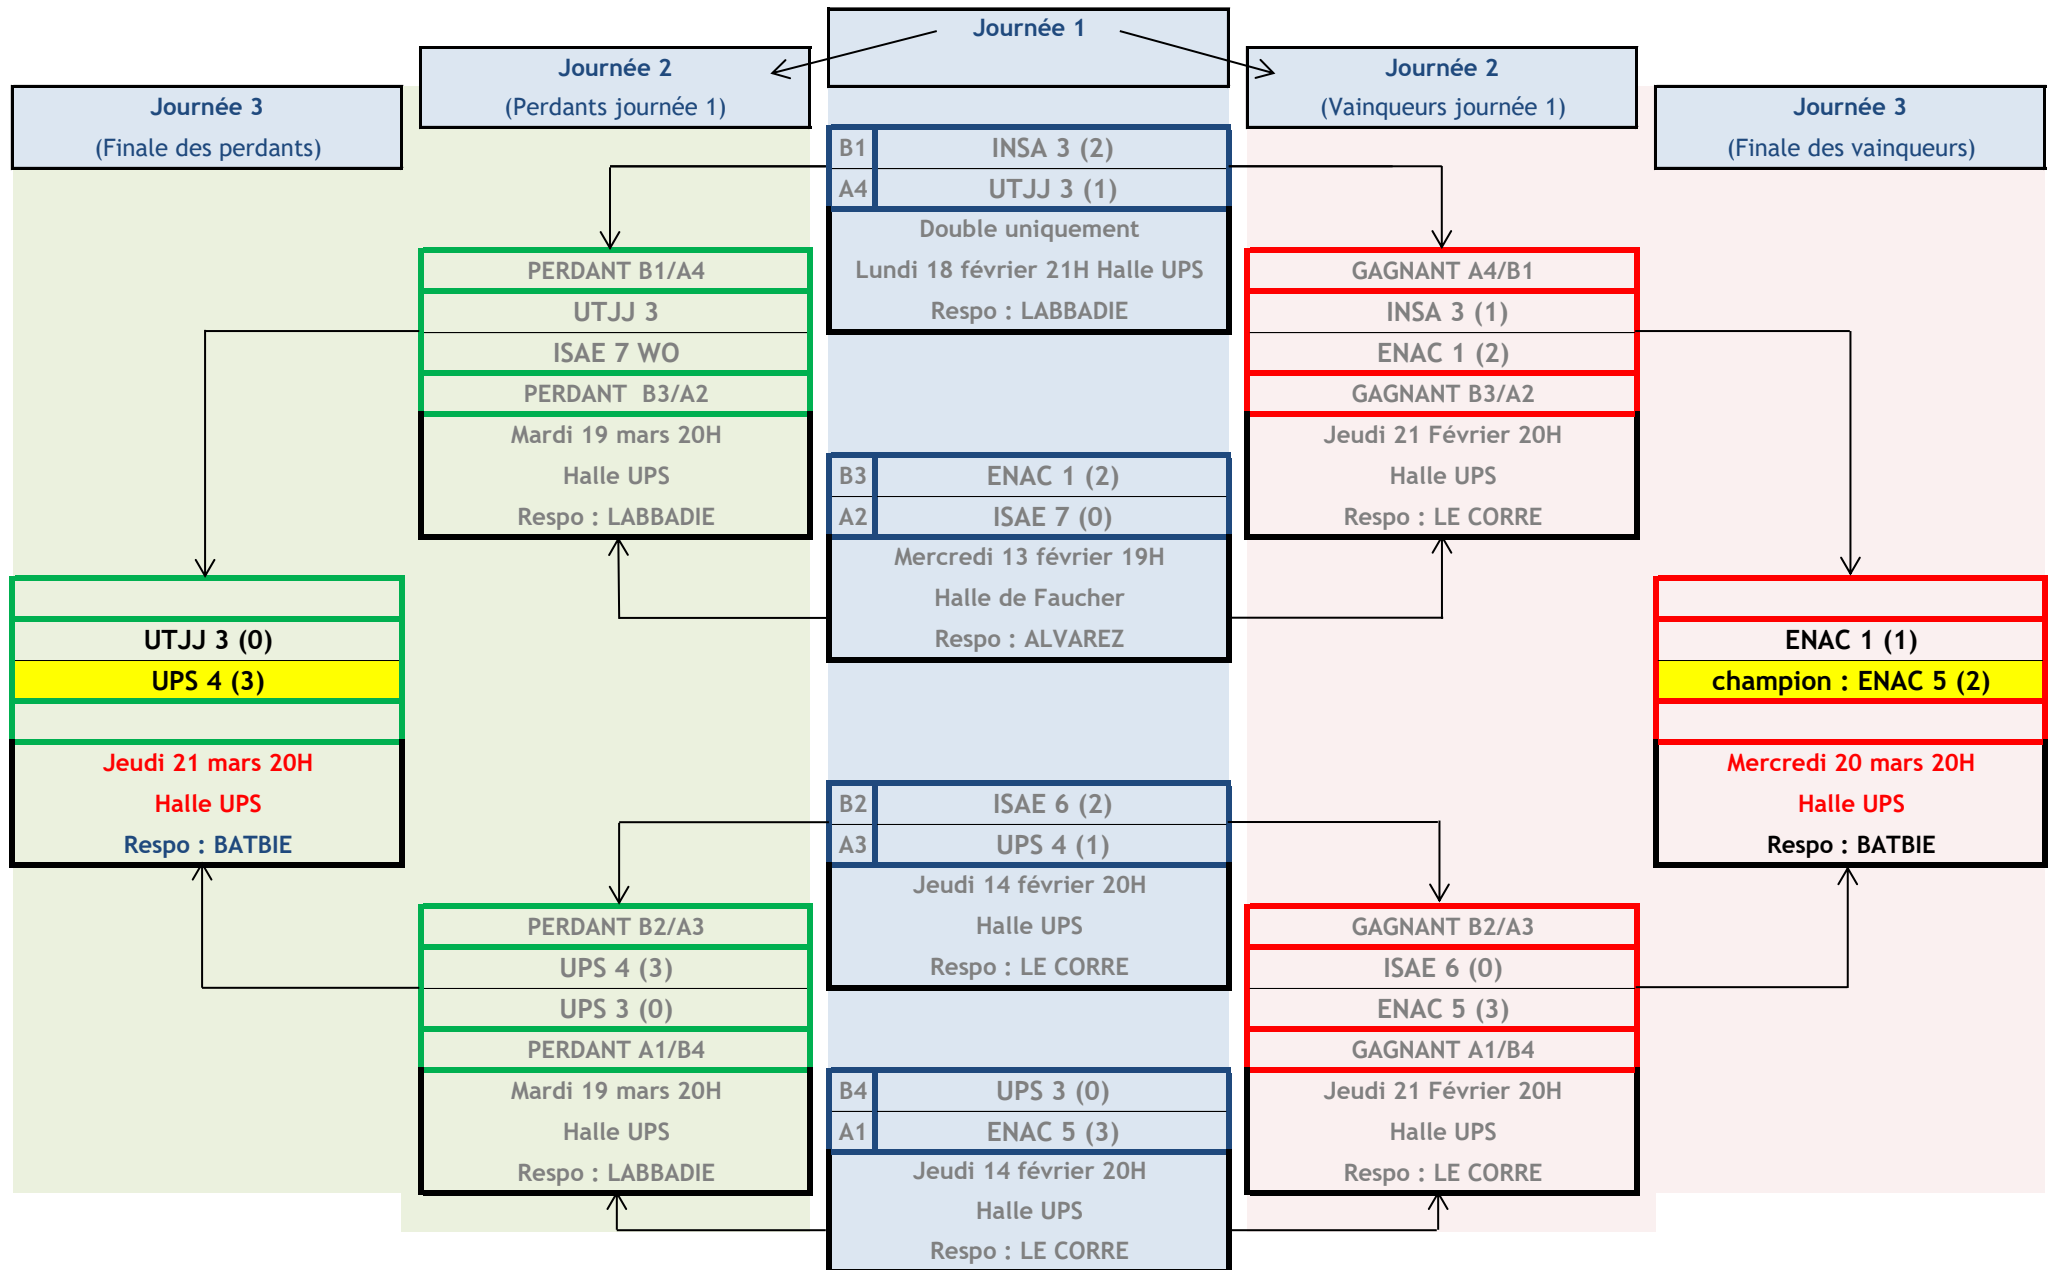 Journée 1
Journée 2
(Perdants journée 1)
Journée 2
(Vainqueurs journée 1)
Journée 3
(Finale des perdants)
Journée 3
(Finale des vainqueurs)
B1 INSA 3 (2)
A4 UTJJ 3 (1)
Double uniquement
Lundi 18 février 21H Halle UPS
Respo : LABBADIE
PERDANT B1/A4
UTJJ 3
ISAE 7 WO
PERDANT B3/A2
Mardi 19 mars 20H
Halle UPS
Respo : LABBADIE
GAGNANT A4/B1
INSA 3 (1)
ENAC 1 (2)
GAGNANT B3/A2
Jeudi 21 Février 20H
Halle UPS
Respo : LE CORRE
B3 ENAC 1 (2)
A2 ISAE 7 (0)
Mercredi 13 février 19H
Halle de Faucher
Respo : ALVAREZ
UTJJ 3 (0)
UPS 4 (3)
Jeudi 21 mars 20H
Halle UPS
Respo : BATBIE
ENAC 1 (1)
champion : ENAC 5 (2)
Mercredi 20 mars 20H
Halle UPS
Respo : BATBIE
B2 ISAE 6 (2)
A3 UPS 4 (1)
Jeudi 14 février 20H
Halle UPS
Respo : LE CORRE
PERDANT B2/A3
UPS 4 (3)
UPS 3 (0)
PERDANT A1/B4
Mardi 19 mars 20H
Halle UPS
Respo : LABBADIE
GAGNANT B2/A3
ISAE 6 (0)
ENAC 5 (3)
GAGNANT A1/B4
Jeudi 21 Février 20H
Halle UPS
Respo : LE CORRE
B4 UPS 3 (0)
A1 ENAC 5 (3)
Jeudi 14 février 20H
Halle UPS
Respo : LE CORRE